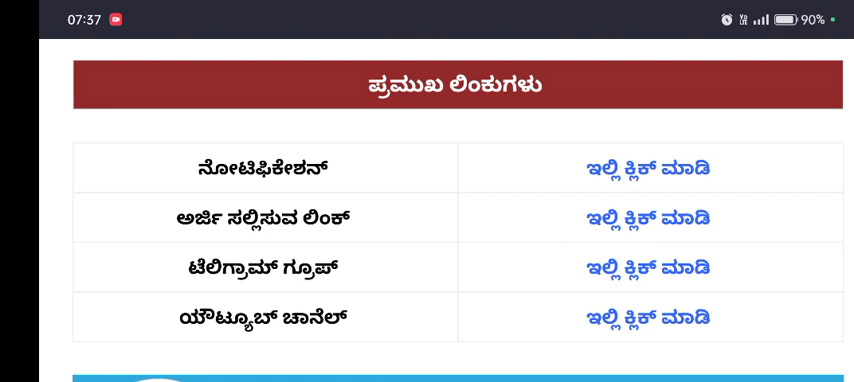 07:37 90%
ಪ್ರಮುಖ ಲಿಂಕುಗಳು
ನೋಟಿಫಿಕೇಶನ್ ಇಲ್ಲಿ ಕ್ಲಿಕ್ ಮಾಡಿ
ಅರ್ಜಿ ಸಲ್ಲಿಸುವ ಲಿಂಕ್ ಇಲ್ಲಿ ಕ್ಲಿಕ್ ಮಾಡಿ
ಟೆಲಿಗ್ರಾಮ್ ಗ್ರೂಪ್ ಇಲ್ಲಿ ಕ್ಲಿಕ್ ಮಾಡಿ
ಯೌಟ್ಯೂಬ್ ಚಾನೆಲ್ ಇಲ್ಲಿ ಕ್ಲಿಕ್ ಮಾಡಿ